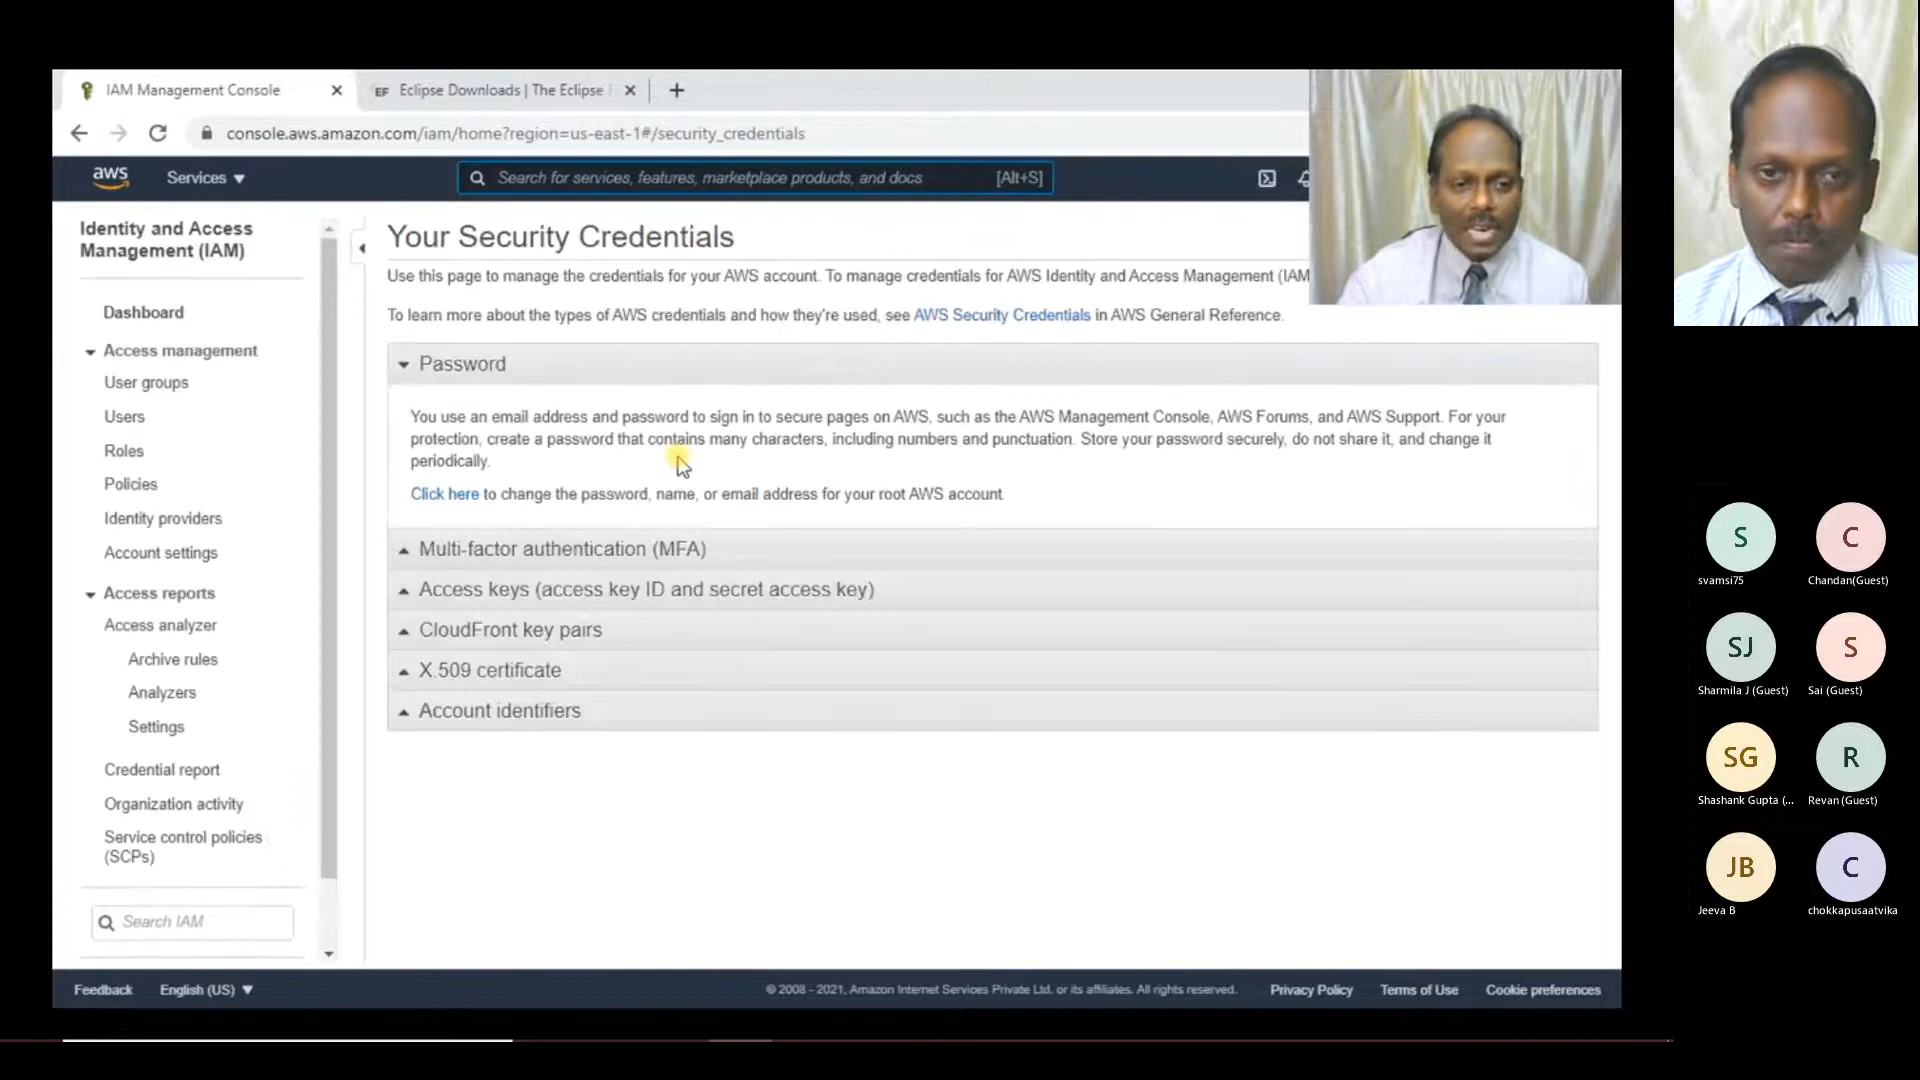 IAM Management Console
EF Eclipse Downloads | The Eclipse
console.aws.amazon.com/iam/home?region=us-east-1#/security_credentials
aws
Services
Search for services, features, marketplace products, and docs
[Alt+S]
Identity and Access
Management (IAM)
Dashboard
Access management
User groups
Users
Roles
Policies
Identity providers
Account settings
Access reports
Access analyzer
Archive rules
Analyzers
Settings
Credential report
Organization activity
Service control policies
(SCPs)
Search IAM
Your Security Credentials
Use this page to manage the credentials for your AWS account. To manage credentials for AWS Identity and Access Management (IAM
To learn more about the types of AWS credentials and how they're used, see AWS Security Credentials in AWS General Reference.
Password
You use an email address and password to sign in to secure pages on AWS, such as the AWS Management Console, AWS Forums, and AWS Support. For your
protection, create a password that contains many characters, including numbers and punctuation. Store your password securely, do not share it, and change it
periodically.
Click here to change the password, name, or email address for your root AWS account.
Multi-factor authentication (MFA)
Access keys (access key ID and secret access key)
CloudFront key pairs
X.509 certificate
Account identifiers
Feedback
English (US)
© 2008 - 2021, Amazon Internet Services Private Ltd. or its affiliates. All rights reserved.
Privacy Policy
Terms of Use
Cookie preferences
S
svamsi75
C
Chandan(Guest)
SJ
Sharmila J (Guest)
S
Sai (Guest)
SG
Shashank Gupta (...
R
Revan (Guest)
JB
Jeeva B
C
chokkapusaatvika